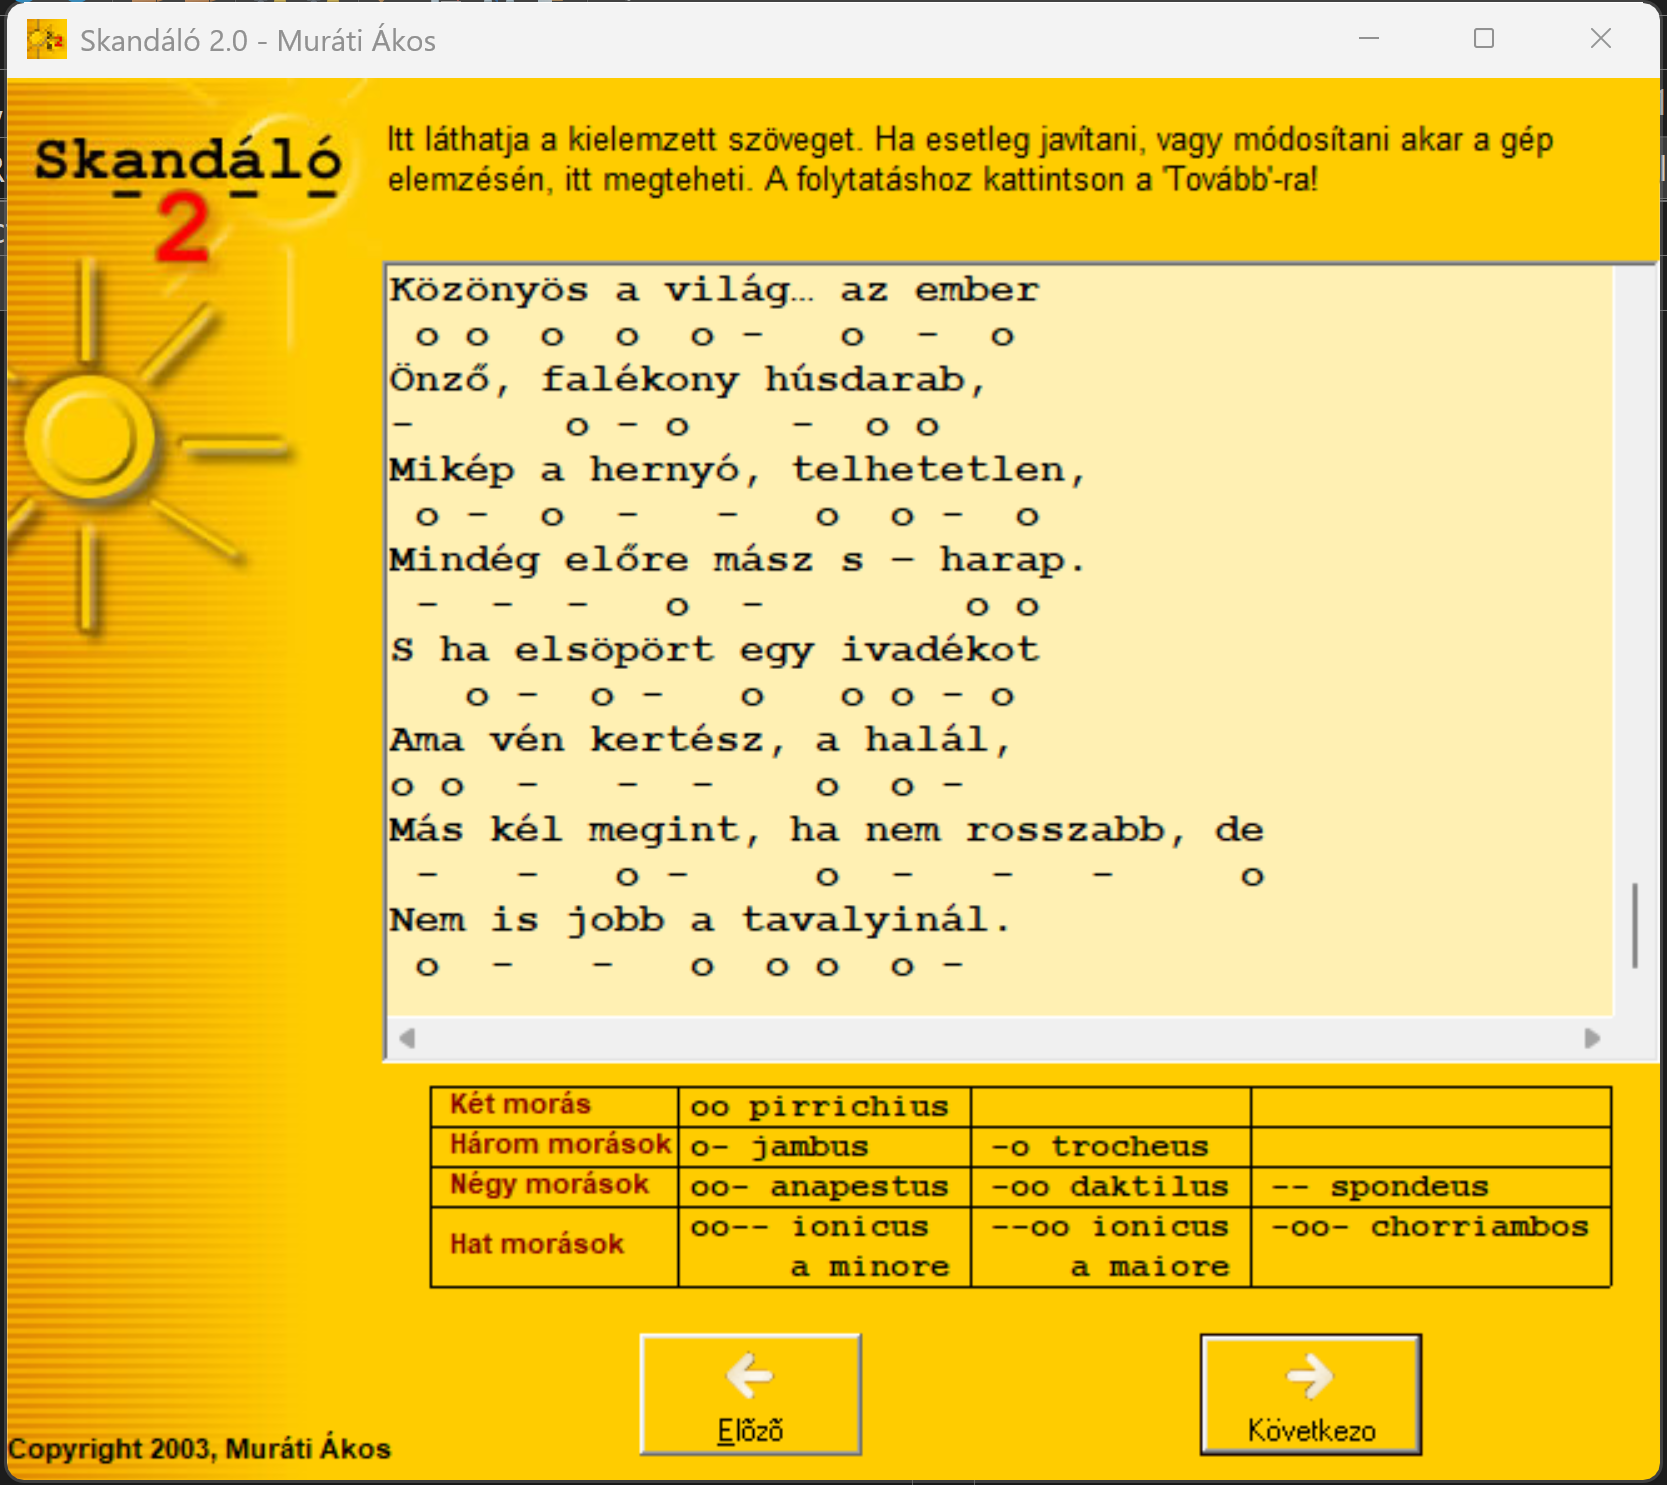 Skandáló 2.0 - Muráti Ákos
Skandáló
2
Itt láthatja a kielemzett szöveget. Ha esetleg javítani, vagy módosítani akar a gép
elemzésén, itt megteheti. A folytatáshoz kattintson a 'Tovább'-ra!
Közönyös a világ… az ember
o o o o o - o - o
Önző, falékony húsdarab,
- o - o - o o
Mikép a hernyó, telhetetlen,
o - o - - o o - o
Mindég előre mász s – harap.
- - - o - o o
S ha elsöpört egy ivadékot
o - o - o o o - o
Ama vén kertész, a halál,
o o - - - o o -
Más kél megint, ha nem rosszabb, de
- - o - o - - - o
Nem is jobb a tavalyinál.
o - - o o o o -
Két morás oo pirrichius
Három morások o- jambus -o trocheus
Négy morások oo- anapestus -oo daktilus -- spondeus
Hat morások oo-- ionicus a minore --oo ionicus a maiore -oo- chorriambos
Előző
Következo
Copyright 2003, Muráti Ákos